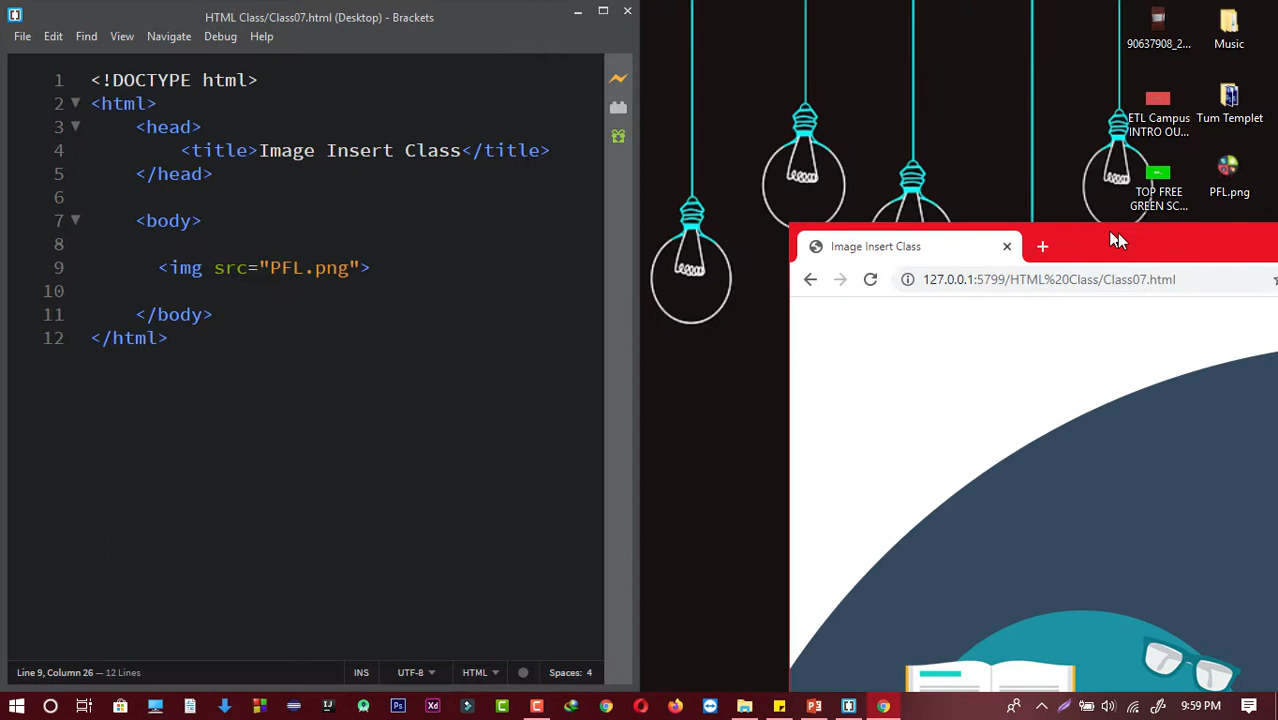 HTML Class/Class07.html (Desktop) - Brackets
File Edit Find View Navigate Debug Help
1 <!DOCTYPE html>
2 <html>
3 <head>
4 <title>Image Insert Class</title>
5 </head>
6
7 <body>
8
9 <img src="PFL.png">
10
11 </body>
12 </html>
Line 9, Column 26 — 12 Lines
INS UTF-8 HTML Spaces: 4
90637908_2... Music
ETL Campus INTRO OU... Tum Templet
TOP FREE GREEN SC... PFL.png
Image Insert Class
127.0.0.1:5799/HTML%20Class/Class07.html
Ps Xd
9:59 PM